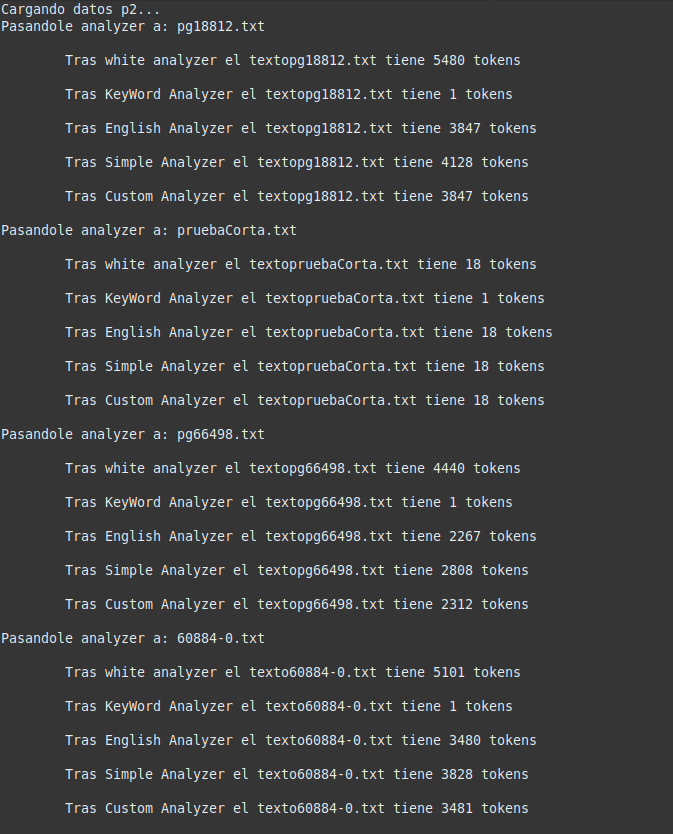 Cargando datos p2...
Pasandole analyzer a: pg18812.txt
Tras white analyzer el textopg18812.txt tiene 5480 tokens
Tras KeyWord Analyzer el textopg18812.txt tiene 1 tokens
Tras English Analyzer el textopg18812.txt tiene 3847 tokens
Tras Simple Analyzer el textopg18812.txt tiene 4128 tokens
Tras Custom Analyzer el textopg18812.txt tiene 3847 tokens
Pasandole analyzer a: pruebaCorta.txt
Tras white analyzer el textopruebaCorta.txt tiene 18 tokens
Tras KeyWord Analyzer el textopruebaCorta.txt tiene 1 tokens
Tras English Analyzer el textopruebaCorta.txt tiene 18 tokens
Tras Simple Analyzer el textopruebaCorta.txt tiene 18 tokens
Tras Custom Analyzer el textopruebaCorta.txt tiene 18 tokens
Pasandole analyzer a: pg66498.txt
Tras white analyzer el textopg66498.txt tiene 4440 tokens
Tras KeyWord Analyzer el textopg66498.txt tiene 1 tokens
Tras English Analyzer el textopg66498.txt tiene 2267 tokens
Tras Simple Analyzer el textopg66498.txt tiene 2808 tokens
Tras Custom Analyzer el textopg66498.txt tiene 2312 tokens
Pasandole analyzer a: 60884-0.txt
Tras white analyzer el texto60884-0.txt tiene 5101 tokens
Tras KeyWord Analyzer el texto60884-0.txt tiene 1 tokens
Tras English Analyzer el texto60884-0.txt tiene 3480 tokens
Tras Simple Analyzer el texto60884-0.txt tiene 3828 tokens
Tras Custom Analyzer el texto60884-0.txt tiene 3481 tokens